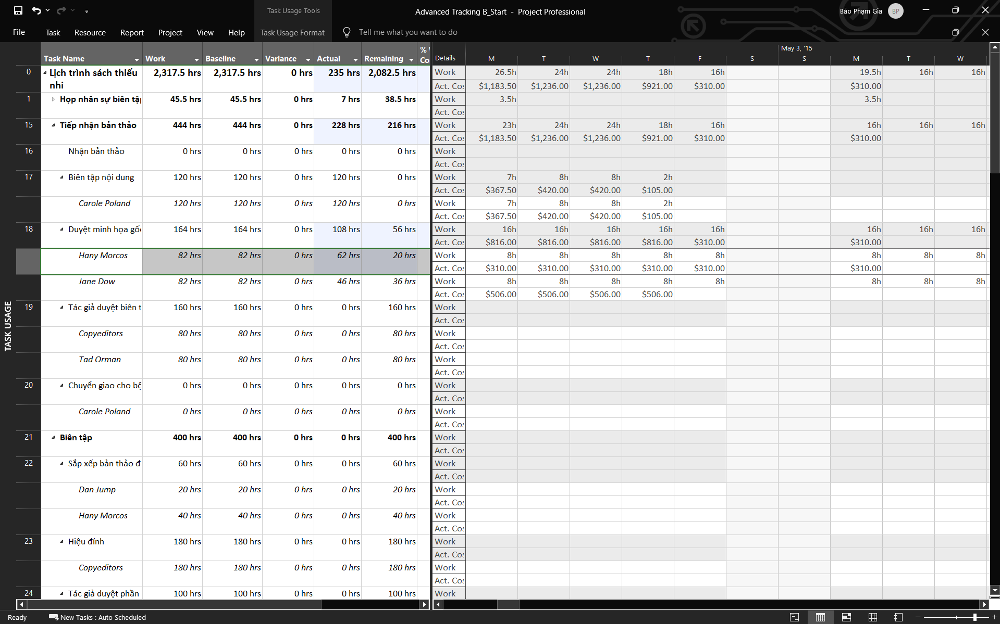 Task Usage Tools
Advanced Tracking B_Start - Project Professional
Bảo Phạm Gia
BP
File Task Resource Report Project View Help Task Usage Format Tell me what you want to do
Task Name Work Baseline Variance Actual Remaining % Co Details
May 3, '15
M T W T F S S M T W
0 Lịch trình sách thiếu nhi 2,317.5 hrs 2,317.5 hrs 0 hrs 235 hrs 2,082.5 hrs Work 26.5h 24h 24h 18h 16h 19.5h 16h 16h
Act. Cos $1,183.50 $1,236.00 $1,236.00 $921.00 $310.00 $310.00
1 Họp nhân sự biên tập 45.5 hrs 45.5 hrs 0 hrs 7 hrs 38.5 hrs Work 3.5h 3.5h
Act. Cos
15 Tiếp nhận bản thảo 444 hrs 444 hrs 0 hrs 228 hrs 216 hrs Work 23h 24h 24h 18h 16h 16h 16h 16h
Act. Cos $1,183.50 $1,236.00 $1,236.00 $921.00 $310.00 $310.00
16 Nhận bản thảo 0 hrs 0 hrs 0 hrs 0 hrs 0 hrs Work
Act. Cos
17 Biên tập nội dung 120 hrs 120 hrs 0 hrs 120 hrs 0 hrs Work 7h 8h 8h 2h
Act. Cos $367.50 $420.00 $420.00 $105.00
Carole Poland 120 hrs 120 hrs 0 hrs 120 hrs 0 hrs Work 7h 8h 8h 2h
Act. Cos $367.50 $420.00 $420.00 $105.00
18 Duyệt minh họa gốc 164 hrs 164 hrs 0 hrs 108 hrs 56 hrs Work 16h 16h 16h 16h 16h 16h 16h 16h
Act. Cos $816.00 $816.00 $816.00 $816.00 $310.00 $310.00
Hany Morcos 82 hrs 82 hrs 0 hrs 62 hrs 20 hrs Work 8h 8h 8h 8h 8h 8h 8h 8h
Act. Cos $310.00 $310.00 $310.00 $310.00 $310.00 $310.00
Jane Dow 82 hrs 82 hrs 0 hrs 46 hrs 36 hrs Work 8h 8h 8h 8h 8h 8h 8h 8h
Act. Cos $506.00 $506.00 $506.00 $506.00
19 Tác giả duyệt biên t 160 hrs 160 hrs 0 hrs 0 hrs 160 hrs Work
Act. Cos
Copyeditors 80 hrs 80 hrs 0 hrs 0 hrs 80 hrs Work
Act. Cos
Tad Orman 80 hrs 80 hrs 0 hrs 0 hrs 80 hrs Work
Act. Cos
20 Chuyển giao cho bộ 0 hrs 0 hrs 0 hrs 0 hrs 0 hrs Work
Act. Cos
Carole Poland 0 hrs 0 hrs 0 hrs 0 hrs 0 hrs Work
Act. Cos
21 Biên tập 400 hrs 400 hrs 0 hrs 0 hrs 400 hrs Work
Act. Cos
22 Sắp xếp bản thảo đ 60 hrs 60 hrs 0 hrs 0 hrs 60 hrs Work
Act. Cos
Dan Jump 20 hrs 20 hrs 0 hrs 0 hrs 20 hrs Work
Act. Cos
Hany Morcos 40 hrs 40 hrs 0 hrs 0 hrs 40 hrs Work
Act. Cos
23 Hiệu đính 180 hrs 180 hrs 0 hrs 0 hrs 180 hrs Work
Act. Cos
Copyeditors 180 hrs 180 hrs 0 hrs 0 hrs 180 hrs Work
Act. Cos
24 Tác giả duyệt phần 100 hrs 100 hrs 0 hrs 0 hrs 100 hrs Work
TASK USAGE
Ready New Tasks : Auto Scheduled